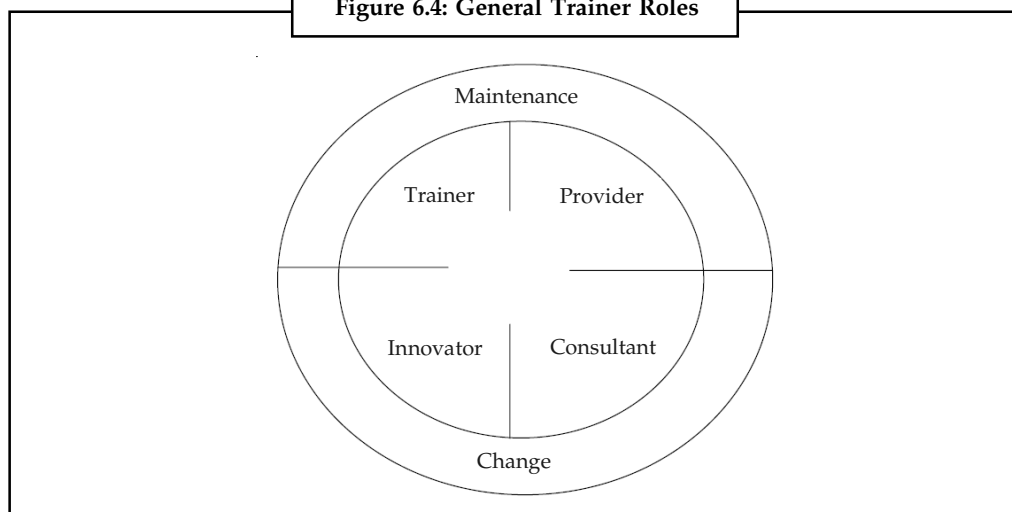 Figure 6.4: General Trainer Roles
Maintenance
Trainer Provider
Innovator Consultant
Change